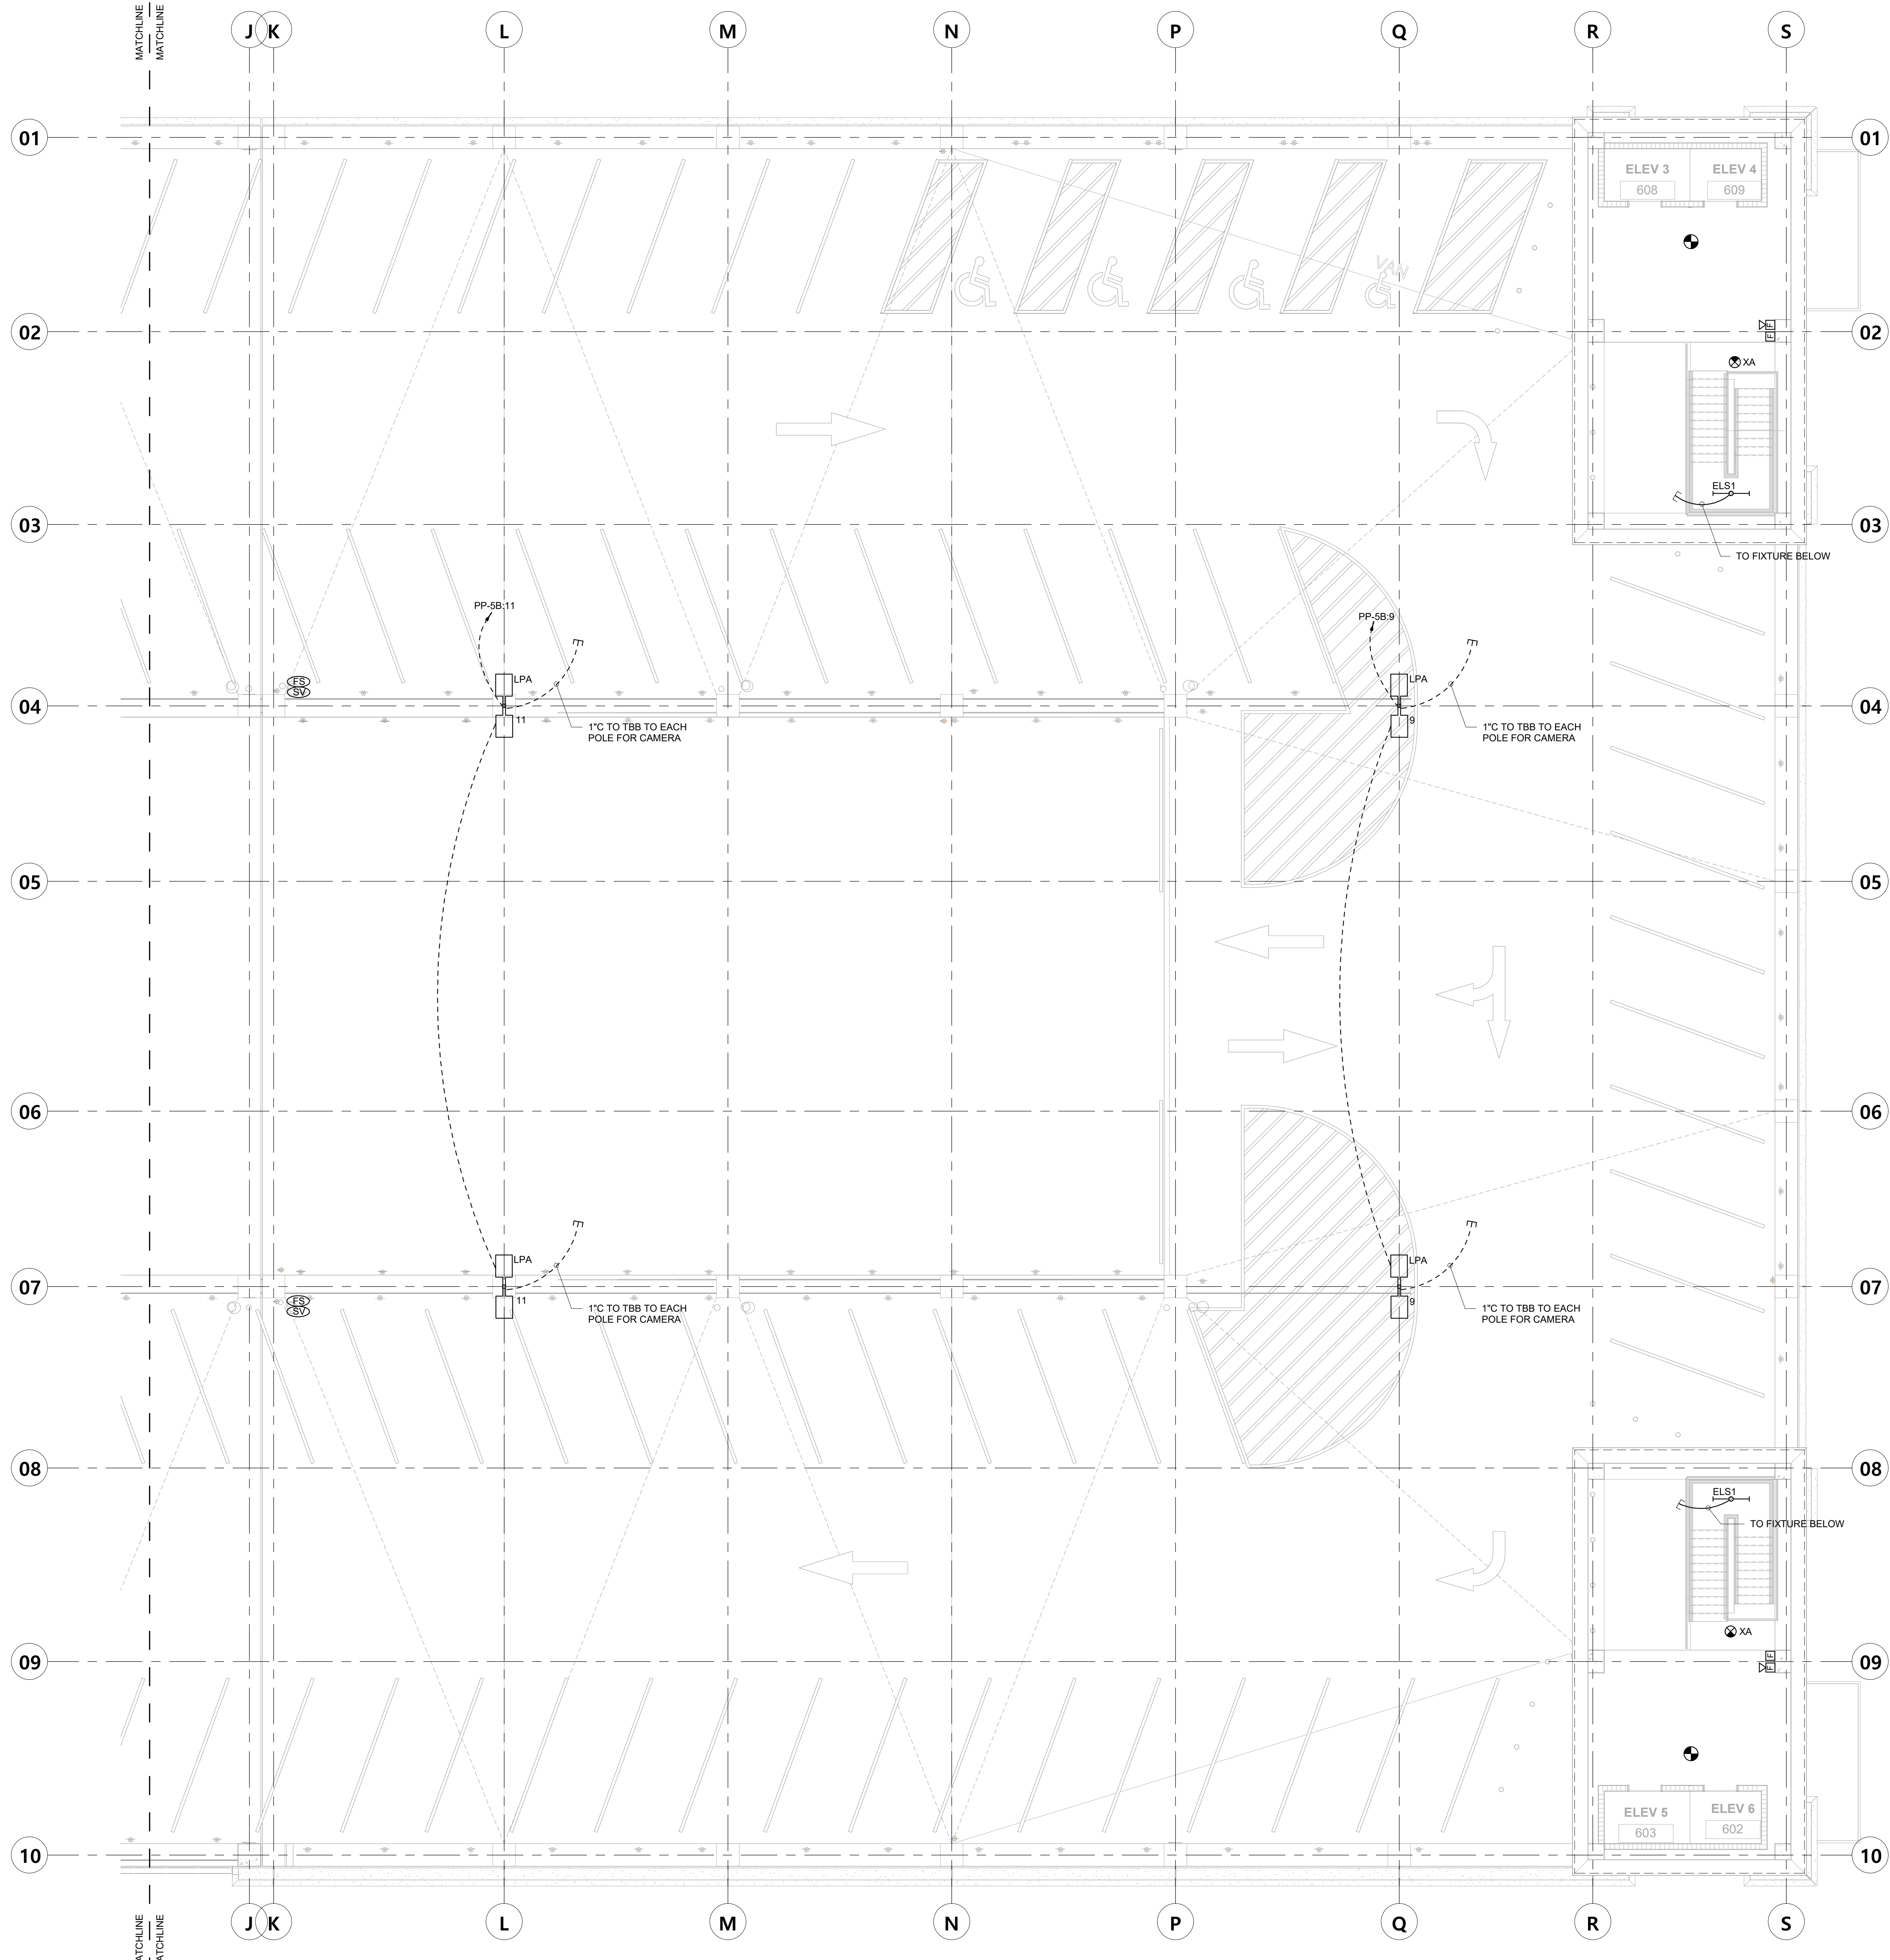 MATCHLINE
MATCHLINE
J
K
L
M
N
P
Q
R
S
01
01
ELEV 3
ELEV 4
608
609
VAN
02
02
F
F
XA
ELS1
03
03
TO FIXTURE BELOW
PP-5B:11
PP-5B:9
FS
SV
LPA
LPA
04
04
11
9
1"C TO TBB TO EACH
POLE FOR CAMERA
1"C TO TBB TO EACH
POLE FOR CAMERA
05
05
06
06
LPA
LPA
07
07
FS
SV
11
9
1"C TO TBB TO EACH
POLE FOR CAMERA
1"C TO TBB TO EACH
POLE FOR CAMERA
08
08
ELS1
TO FIXTURE BELOW
XA
09
09
F
F
ELEV 5
ELEV 6
603
602
10
10
J
K
L
M
N
P
Q
R
S
ATCHLINE
ATCHLINE